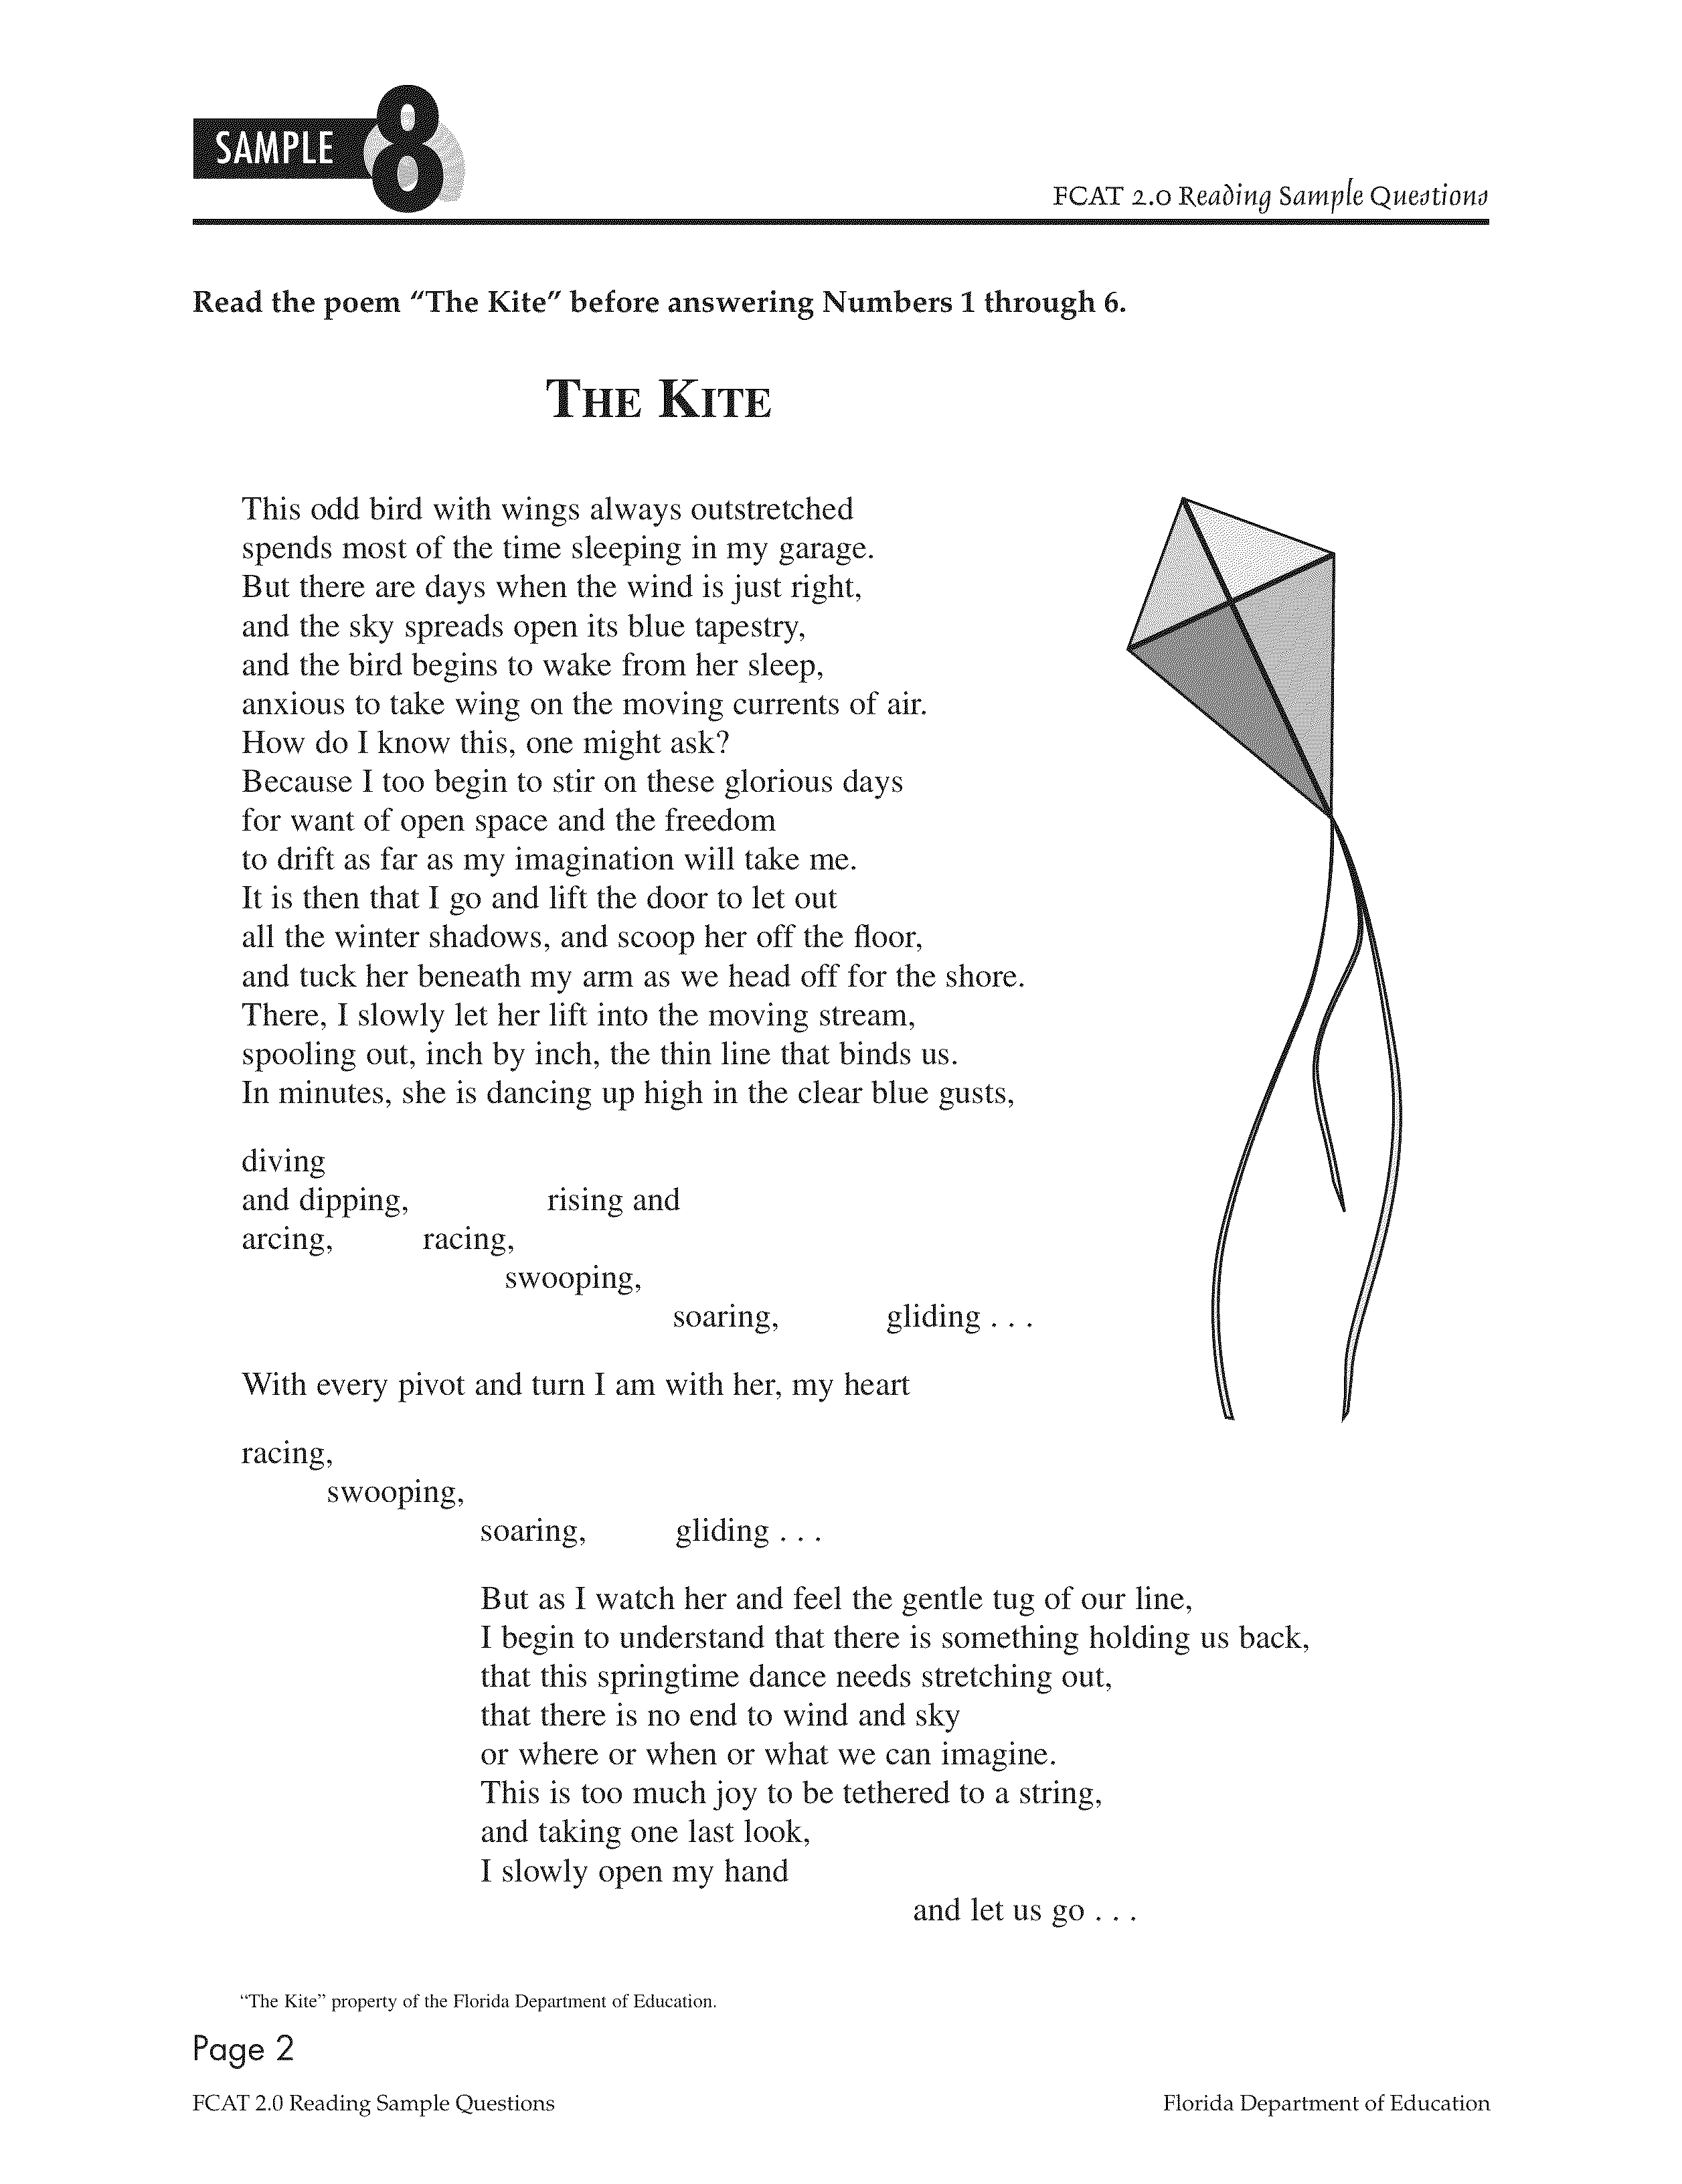 SAMPLE 8
FCAT 2.0 Reading Sample Questions
Read the poem “The Kite” before answering Numbers 1 through 6.
THE KITE
This odd bird with wings always outstretched
spends most of the time sleeping in my garage.
But there are days when the wind is just right,
and the sky spreads open its blue tapestry,
and the bird begins to wake from her sleep,
anxious to take wing on the moving currents of air.
How do I know this, one might ask?
Because I too begin to stir on these glorious days
for want of open space and the freedom
to drift as far as my imagination will take me.
It is then that I go and lift the door to let out
all the winter shadows, and scoop her off the floor,
and tuck her beneath my arm as we head off for the shore.
There, I slowly let her lift into the moving stream,
spooling out, inch by inch, the thin line that binds us.
In minutes, she is dancing up high in the clear blue gusts,
diving
and dipping, rising and
arcing, racing,
swooping,
soaring, gliding . . .
With every pivot and turn I am with her, my heart
racing,
swooping,
soaring, gliding . . .
But as I watch her and feel the gentle tug of our line,
I begin to understand that there is something holding us back,
that this springtime dance needs stretching out,
that there is no end to wind and sky
or where or when or what we can imagine.
This is too much joy to be tethered to a string,
and taking one last look,
I slowly open my hand
and let us go . . .
“The Kite” property of the Florida Department of Education.
Page 2
FCAT 2.0 Reading Sample Questions Florida Department of Education